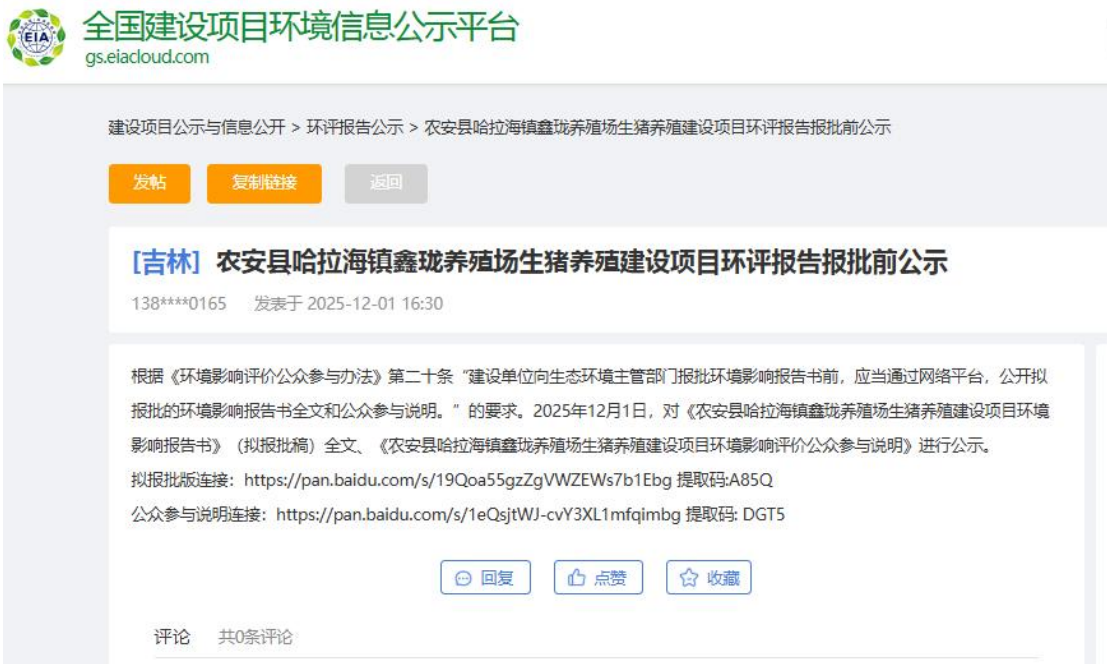 EIA
全国建设项目环境信息公示平台
gs.eiacloud.com
建设项目公示与信息公开 > 环评报告公示 > 农安县哈拉海镇鑫珑养殖场生猪养殖建设项目环评报告报批前公示
发帖 复制链接 返回
[吉林] 农安县哈拉海镇鑫珑养殖场生猪养殖建设项目环评报告报批前公示
138****0165 发表于 2025-12-01 16:30
根据《环境影响评价公众参与办法》第二十条“建设单位向生态环境主管部门报批环境影响报告书前，应当通过网络平台，公开拟
报批的环境影响报告书全文和公众参与说明。”的要求。2025年12月1日，对《农安县哈拉海镇鑫珑养殖场生猪养殖建设项目环境
影响报告书》（拟报批稿）全文、《农安县哈拉海镇鑫珑养殖场生猪养殖建设项目环境影响评价公众参与说明》进行公示。
拟报批版连接：https://pan.baidu.com/s/19Qoa55gzZgVWZEWs7b1Ebg 提取码:A85Q
公众参与说明连接：https://pan.baidu.com/s/1eQsjtWJ-cvY3XL1mfqimbg 提取码: DGT5
回复 点赞 收藏
评论 共0条评论